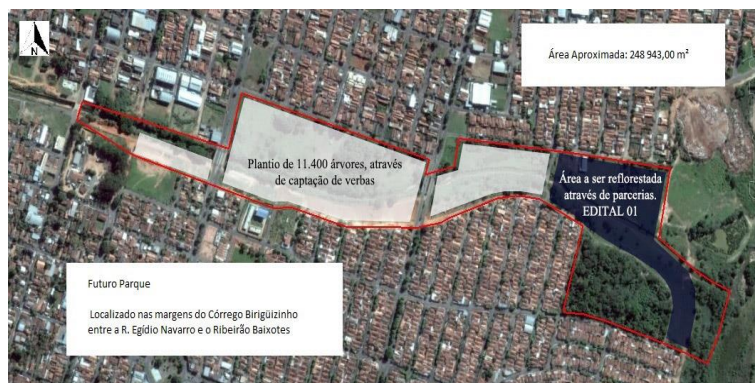 N
Área Aproximada: 248 943,00 m²
Plantio de 11.400 árvores, através
de captação de verbas
Área a ser reflorestada
através de parcerias.
EDITAL 01
Futuro Parque
Localizado nas margens do Córrego Birigüizinho
entre a R. Egídio Navarro e o Ribeirão Baixotes